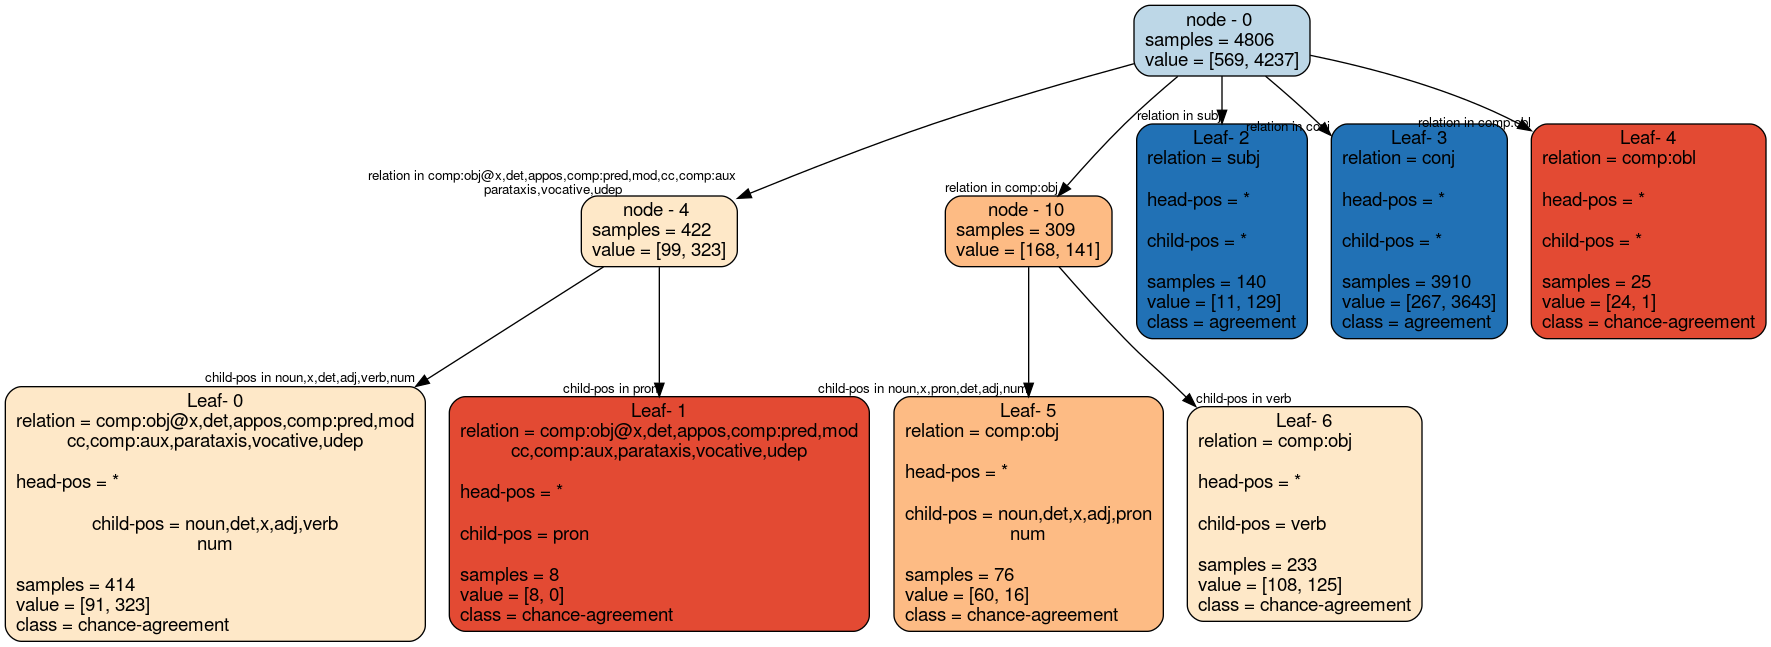 node - 0
samples = 4806
value = [569, 4237]
relation in comp:obj@x,det,appos,comp:pred,mod,cc,comp:aux
parataxis,vocative,udep
node - 4
samples = 422
value = [99, 323]
relation in comp:obj
node - 10
samples = 309
value = [168, 141]
relation in subj
Leaf- 2
relation = subj
head-pos = *
child-pos = *
samples = 140
value = [11, 129]
class = agreement
relation in conj
Leaf- 3
relation = conj
head-pos = *
child-pos = *
samples = 3910
value = [267, 3643]
class = agreement
relation in comp:obl
Leaf- 4
relation = comp:obl
head-pos = *
child-pos = *
samples = 25
value = [24, 1]
class = chance-agreement
child-pos in noun,x,det,adj,verb,num
Leaf- 0
relation = comp:obj@x,det,appos,comp:pred,mod
cc,comp:aux,parataxis,vocative,udep
head-pos = *
child-pos = noun,det,x,adj,verb
num
samples = 414
value = [91, 323]
class = chance-agreement
child-pos in pron
Leaf- 1
relation = comp:obj@x,det,appos,comp:pred,mod
cc,comp:aux,parataxis,vocative,udep
head-pos = *
child-pos = pron
samples = 8
value = [8, 0]
class = chance-agreement
child-pos in noun,x,pron,det,adj,num
Leaf- 5
relation = comp:obj
head-pos = *
child-pos = noun,det,x,adj,pron
num
samples = 76
value = [60, 16]
class = chance-agreement
child-pos in verb
Leaf- 6
relation = comp:obj
head-pos = *
child-pos = verb
samples = 233
value = [108, 125]
class = chance-agreement